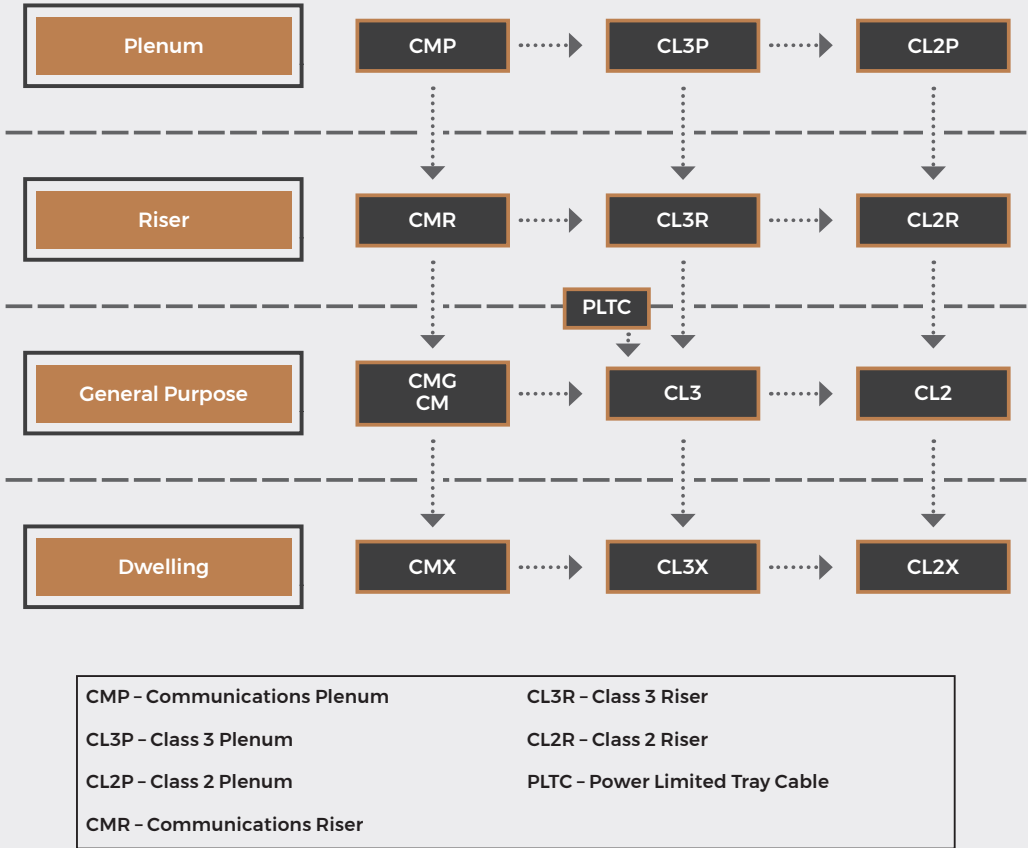 Plenum
CMP
CL3P
CL2P
Riser
CMR
CL3R
CL2R
PLTC
General Purpose
CMG
CM
CL3
CL2
Dwelling
CMX
CL3X
CL2X
CMP – Communications Plenum
CL3P – Class 3 Plenum
CL2P – Class 2 Plenum
CMR – Communications Riser
CL3R – Class 3 Riser
CL2R – Class 2 Riser
PLTC – Power Limited Tray Cable